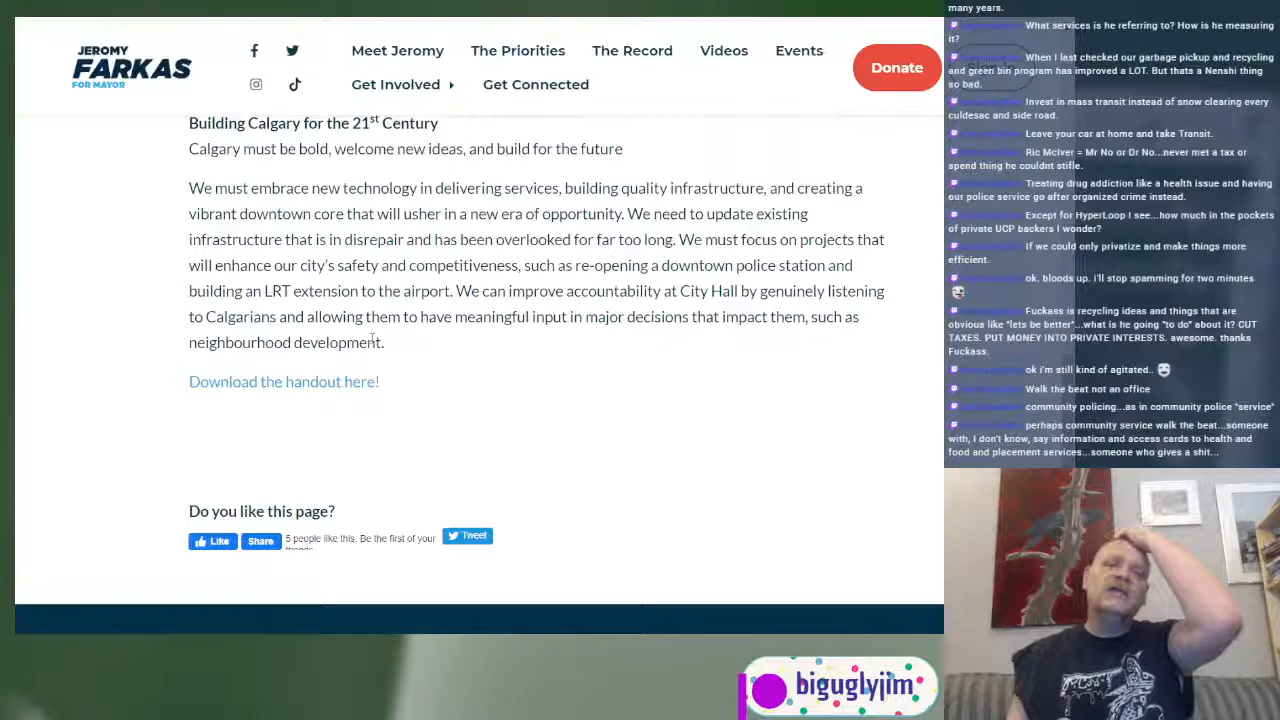 JEROMY
FARKAS
FOR MAYOR
Meet Jeromy
The Priorities
The Record
Videos
Events
Get Involved
Get Connected
Donate
Building Calgary for the 21st Century
Calgary must be bold, welcome new ideas, and build for the future
We must embrace new technology in delivering services, building quality infrastructure, and creating a
vibrant downtown core that will usher in a new era of opportunity. We need to update existing
infrastructure that is in disrepair and has been overlooked for far too long. We must focus on projects that
will enhance our city's safety and competitiveness, such as re-opening a downtown police station and
building an LRT extension to the airport. We can improve accountability at City Hall by genuinely listening
to Calgarians and allowing them to have meaningful input in major decisions that impact them, such as
neighbourhood development.
Download the handout here!
Do you like this page?
Like
Share
5 people like this. Be the first of your
friends.
Tweet
many years.
What services is he referring to? How is he measuring
it?
When I last checked our garbage pickup and recycling
and green bin program has improved a LOT. But thats a Nenshi thing
so bad.
Invest in mass transit instead of snow clearing every
culdesac and side road.
Leave your car at home and take Transit.
Ric McIver = Mr No or Dr No...never met a tax or
spend thing he couldnt stifle.
Treating drug addiction like a health issue and having
our police service go after organized crime instead.
Except for HyperLoop I see...how much in the pockets
of private UCP backers I wonder?
If we could only privatize and make things more
efficient.
ok. bloods up. i'll stop spamming for two minutes
Fuckass is recycling ideas and things that are
obvious like "lets be better"...what is he going "to do" about it? CUT
TAXES. PUT MONEY INTO PRIVATE INTERESTS. awesome. thanks
Fuckass.
ok i'm still kind of agitated..
Walk the beat not an office
community policing...as in community police "service"
perhaps community service walk the beat...someone
with, I don't know, say information and access cards to health and
food and placement services...someone who gives a shit...
biguglyjim